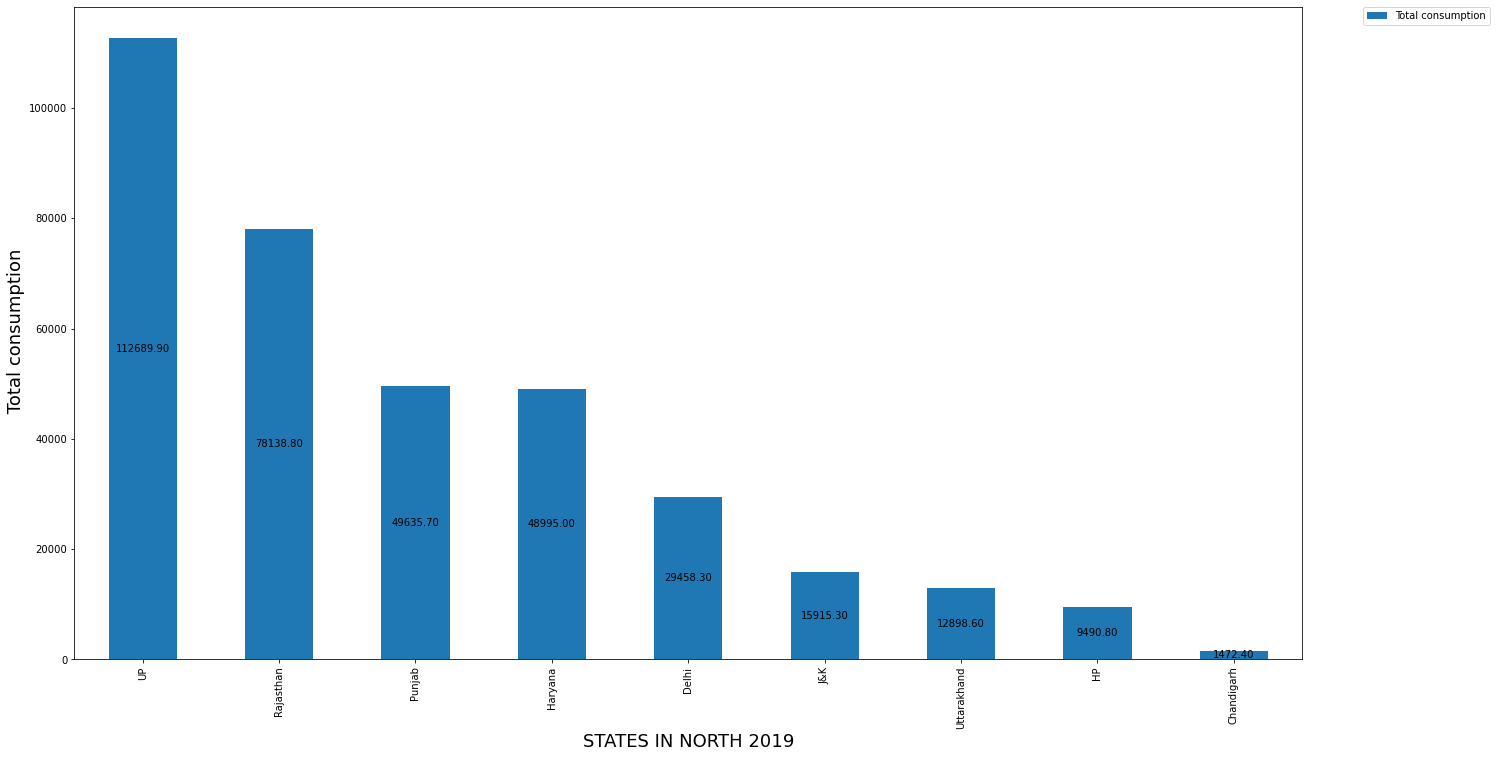 Total consumption
100000
80000
60000
40000
20000
0
Total consumption
112689.90
78138.80
49635.70
48995.00
29458.30
15915.30
12898.60
9490.80
1472.40
UP
Rajasthan
Punjab
Haryana
Delhi
J&K
Uttarakhand
HP
Chandigarh
STATES IN NORTH 2019